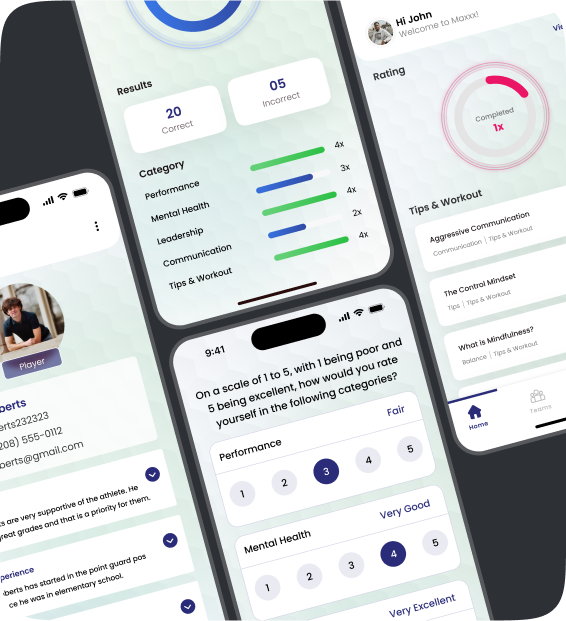 Results
20
Correct
05
Incorrect
Category
Performance
4x
Mental Health
3x
Leadership
4x
Communication
2x
Tips & Workout
4x
Hi John
Welcome to Maxxx!
Rating
Completed
1x
Tips & Workout
Aggressive Communication
Communication | Tips & Workout
The Control Mindset
Tips | Tips & Workout
What is Mindfulness?
Balance | Tips & Workout
Home
Teams
Player
berts
erts232323
208) 555-0112
berts@gmail.com
ts are very supportive of the athlete. He
great grades and that is a priority for them.
perience
berts has started in the point guard pos
ce he was in elementary school.
9:41
On a scale of 1 to 5, with 1 being poor and
5 being excellent, how would you rate
yourself in the following categories?
Performance
Fair
1 2 3 4 5
Mental Health
Very Good
1 2 3 4 5
Very Excellent